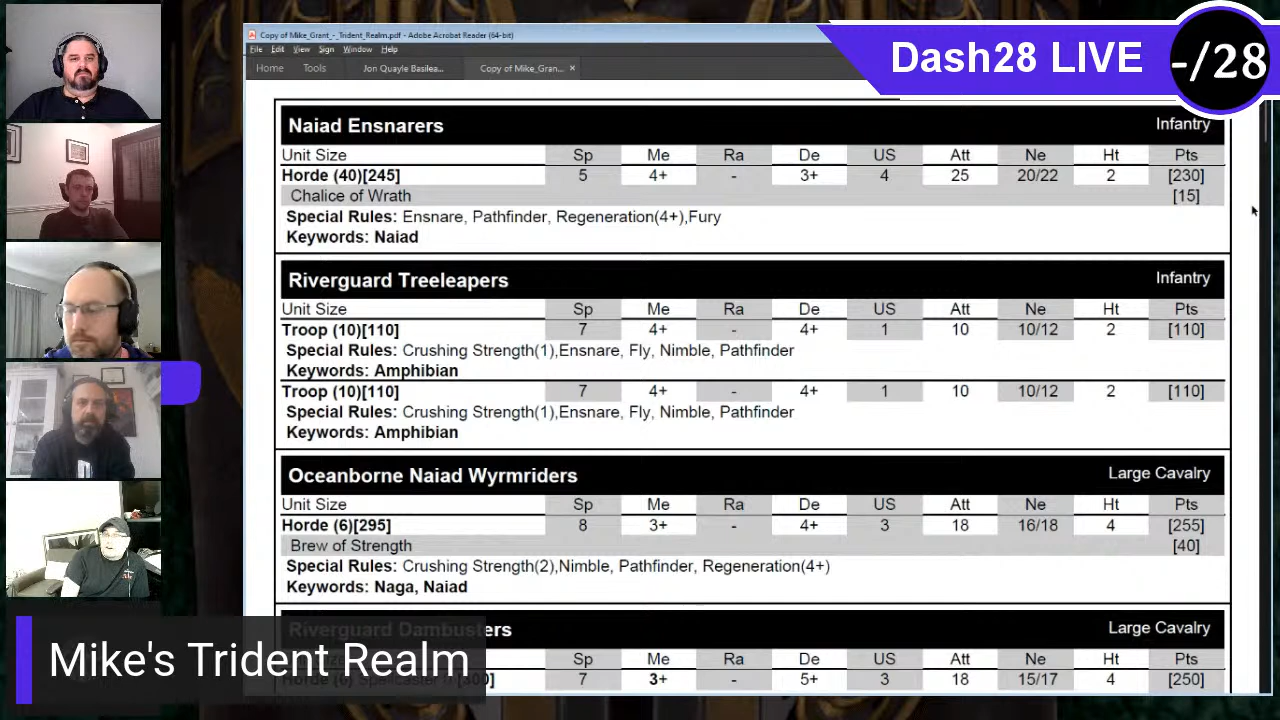 Copy of Mike_Grant_-_Trident_Realm.pdf - Adobe Acrobat Reader (64-bit)
File Edit View Sign Window Help
Home Tools Jon Quayle Basilea... Copy of Mike_Gran... ×
Dash28 LIVE -/28
Naiad Ensnarers Infantry
Unit Size Sp Me Ra De US Att Ne Ht Pts
Horde (40)[245] 5 4+ - 3+ 4 25 20/22 2 [230]
Chalice of Wrath [15]
Special Rules: Ensnare, Pathfinder, Regeneration(4+),Fury
Keywords: Naiad
Riverguard Treeleapers Infantry
Unit Size Sp Me Ra De US Att Ne Ht Pts
Troop (10)[110] 7 4+ - 4+ 1 10 10/12 2 [110]
Special Rules: Crushing Strength(1),Ensnare, Fly, Nimble, Pathfinder
Keywords: Amphibian
Troop (10)[110] 7 4+ - 4+ 1 10 10/12 2 [110]
Special Rules: Crushing Strength(1),Ensnare, Fly, Nimble, Pathfinder
Keywords: Amphibian
Oceanborne Naiad Wyrmriders Large Cavalry
Unit Size Sp Me Ra De US Att Ne Ht Pts
Horde (6)[295] 8 3+ - 4+ 3 18 16/18 4 [255]
Brew of Strength [40]
Special Rules: Crushing Strength(2),Nimble, Pathfinder, Regeneration(4+)
Keywords: Naga, Naiad
Riverguard Dambusters Large Cavalry
Sp Me Ra De US Att Ne Ht Pts
Horde (6) 7 3+ - 5+ 3 18 15/17 4 [250]
Mike's Trident Realm